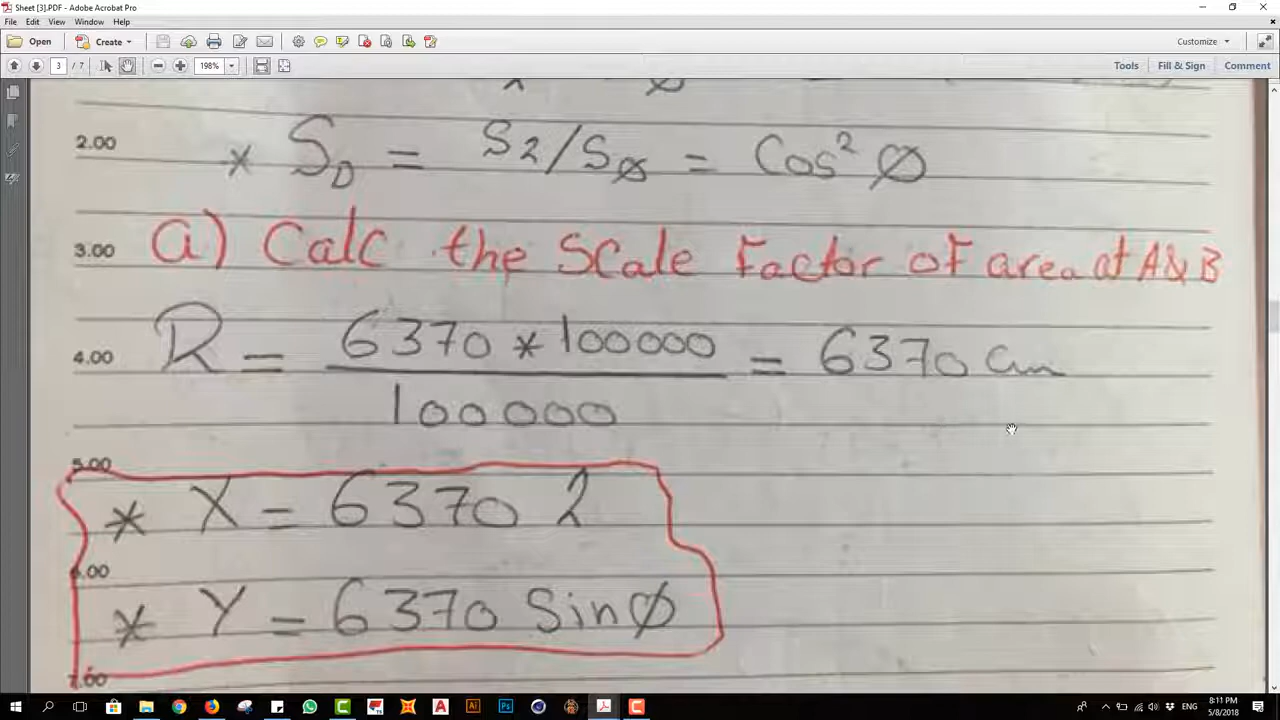 Sheet [3].PDF - Adobe Acrobat Pro
File Edit View Window Help
Open Create Customize
3 / 7 198% Tools Fill & Sign Comment
2.00 * S_D = S2/Sø = Cos² Ø
3.00 a) Calc the Scale Factor of area at A & B
4.00 R = 6370 * 100000 / 100000 = 6370 cm
5.00
* X = 6370 λ
6.00
* Y = 6370 Sin Ø
7.00
8:11 PM
5/8/2018